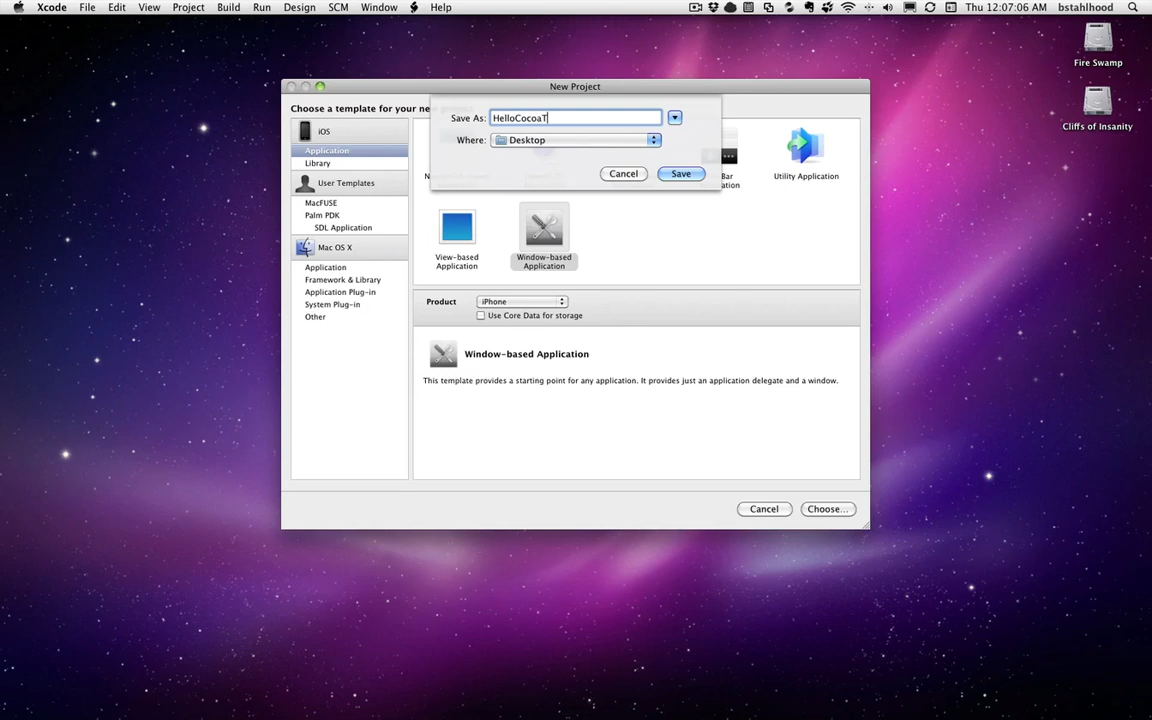 Xcode File Edit View Project Build Run Design SCM Window Help Thu 12:07:06 AM bstahlhood
Fire Swamp
Cliffs of Insanity
New Project
Choose a template for your new
Save As: HelloCocoaT
Where: Desktop
Cancel Save
iOS
Application
Library
User Templates
MacFUSE
Palm PDK
SDL Application
Mac OS X
Application
Framework & Library
Application Plug-in
System Plug-in
Other
Utility Application
View-based
Application
Window-based
Application
Product iPhone
Use Core Data for storage
Window-based Application
This template provides a starting point for any application. It provides just an application delegate and a window.
Cancel Choose...